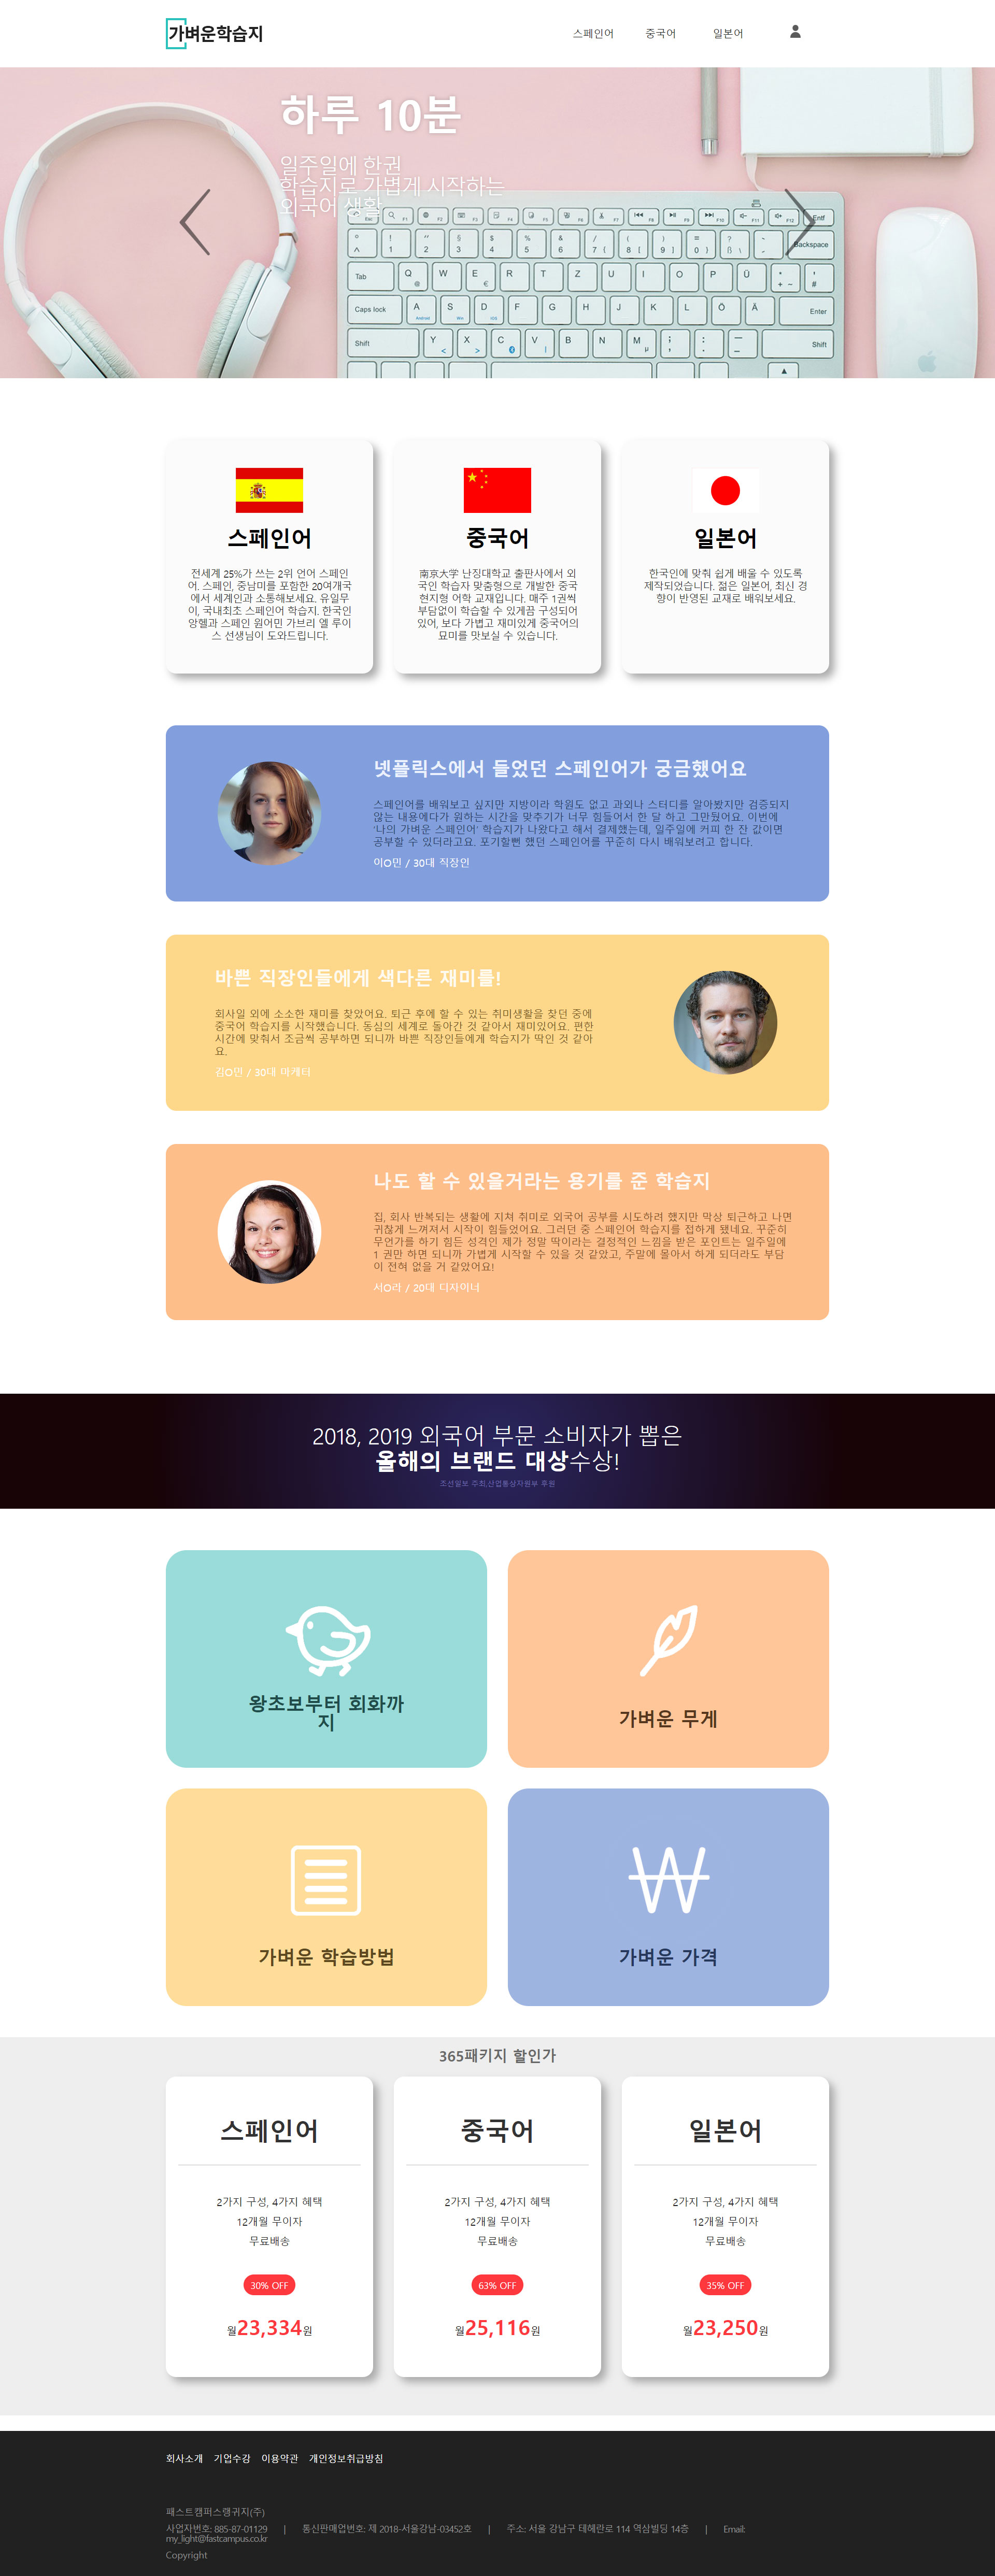 가벼운학습지
스페인어
중국어
일본어
하루 10분
일주일에 한권
학습지로 가볍게 시작하는
외국어 생활
스페인어
전세계 25%가 쓰는 2위 언어 스페인
어. 스페인, 중남미를 포함한 20여개국
에서 세계인과 소통해보세요. 유일무
이, 국내최초 스페인어 학습지. 한국인
앙헬과 스페인 원어민 가브리 엘 루이
스 선생님이 도와드립니다.
중국어
南京大学 난징대학교 출판사에서 외
국인 학습자 맞춤형으로 개발한 중국
현지형 어학 교재입니다. 매주 1권씩
부담없이 학습할 수 있게끔 구성되어
있어, 보다 가볍고 재미있게 중국어의
묘미를 맛보실 수 있습니다.
일본어
한국인에 맞춰 쉽게 배울 수 있도록
제작되었습니다. 젊은 일본어, 최신 경
향이 반영된 교재로 배워보세요.
넷플릭스에서 들었던 스페인어가 궁금했어요
스페인어를 배워보고 싶지만 지방이라 학원도 없고 과외나 스터디를 알아봤지만 검증되지
않는 내용에다가 원하는 시간을 맞추기가 너무 힘들어서 한 달 하고 그만뒀어요. 이번에
'나의 가벼운 스페인어' 학습지가 나왔다고 해서 결제했는데, 일주일에 커피 한 잔 값이면
공부할 수 있더라고요. 포기할뻔 했던 스페인어를 꾸준히 다시 배워보려고 합니다.
이O민 / 30대 직장인
바쁜 직장인들에게 색다른 재미를!
회사일 외에 소소한 재미를 찾았어요. 퇴근 후에 할 수 있는 취미생활을 찾던 중에
중국어 학습지를 시작했습니다. 동심의 세계로 돌아간 것 같아서 재미있어요. 편한
시간에 맞춰서 조금씩 공부하면 되니까 바쁜 직장인들에게 학습지가 딱인 것 같아
요.
김O민 / 30대 마케터
나도 할 수 있을거라는 용기를 준 학습지
집, 회사 반복되는 생활에 지쳐 취미로 외국어 공부를 시도하려 했지만 막상 퇴근하고 나면
귀찮게 느껴져서 시작이 힘들었어요. 그러던 중 스페인어 학습지를 접하게 됐네요. 꾸준히
무언가를 하기 힘든 성격인 제가 정말 딱이라는 결정적인 느낌을 받은 포인트는 일주일에
1 권만 하면 되니까 가볍게 시작할 수 있을 것 같았고, 주말에 몰아서 하게 되더라도 부담
이 전혀 없을 거 같았어요!
서O라 / 20대 디자이너
2018, 2019 외국어 부문 소비자가 뽑은
올해의 브랜드 대상수상!
조선일보 주최,산업통상자원부 후원
왕초보부터 회화까
지
가벼운 무게
가벼운 학습방법
가벼운 가격
365패키지 할인가
스페인어
2가지 구성, 4가지 혜택
12개월 무이자
무료배송
30% OFF
월23,334원
중국어
2가지 구성, 4가지 혜택
12개월 무이자
무료배송
63% OFF
월25,116원
일본어
2가지 구성, 4가지 혜택
12개월 무이자
무료배송
35% OFF
월23,250원
회사소개 기업수강 이용약관 개인정보취급방침
패스트캠퍼스랭귀지(주)
사업자번호: 885-87-01129 | 통신판매업번호: 제 2018-서울강남-03452호 | 주소: 서울 강남구 테헤란로 114 역삼빌딩 14층 | Email:
my_light@fastcampus.co.kr
Copyright